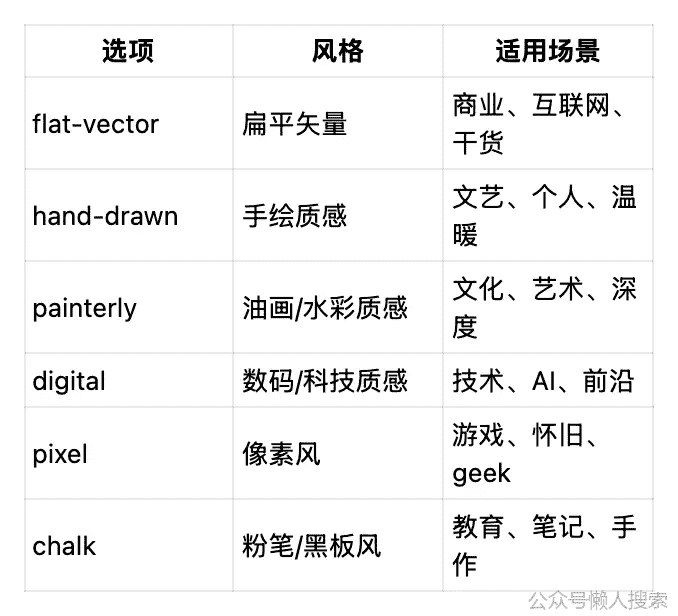 选项 风格 适用场景
flat-vector 扁平矢量 商业、互联网、
干货
hand-drawn 手绘质感 文艺、个人、温
暖
painterly 油画/水彩质感 文化、艺术、深
度
digital 数码/科技质感 技术、AI、前沿
pixel 像素风 游戏、怀旧、
geek
chalk 粉笔/黑板风 教育、笔记、手
作
公众号懒人搜索